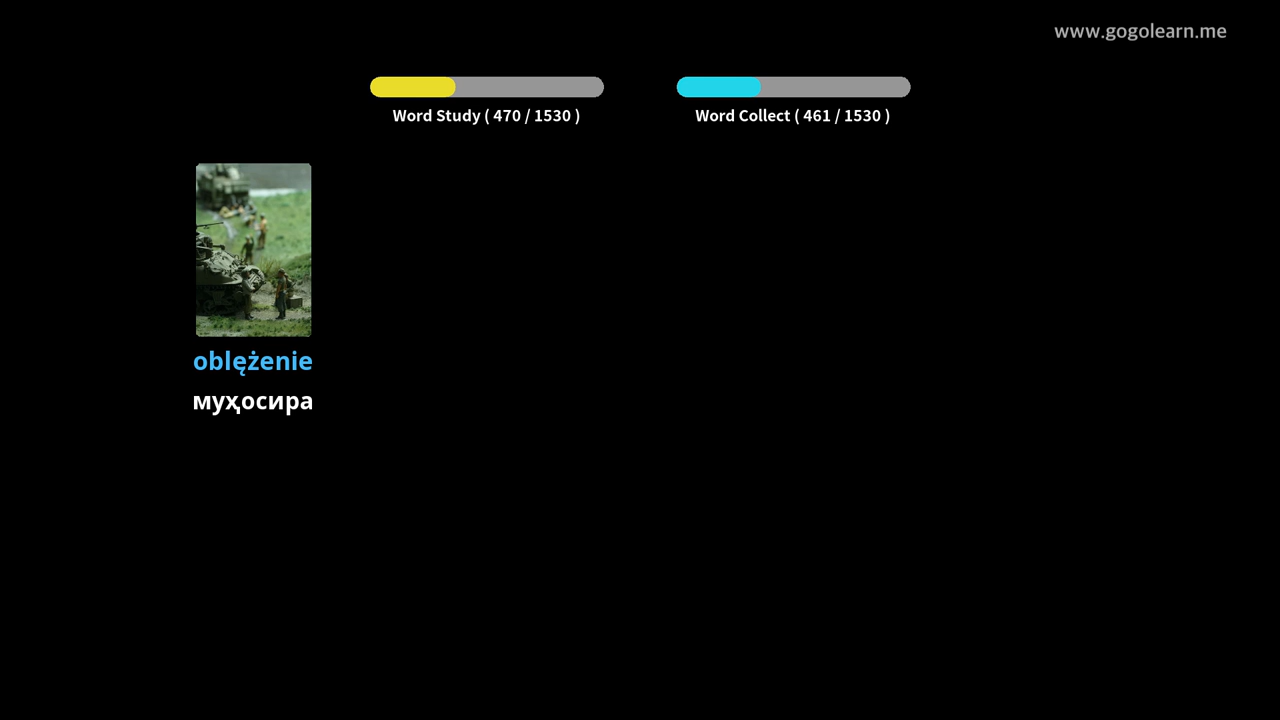 www.gogolearn.me
Word Study ( 470 / 1530 )
Word Collect ( 461 / 1530 )
oblężenie
муҳосира